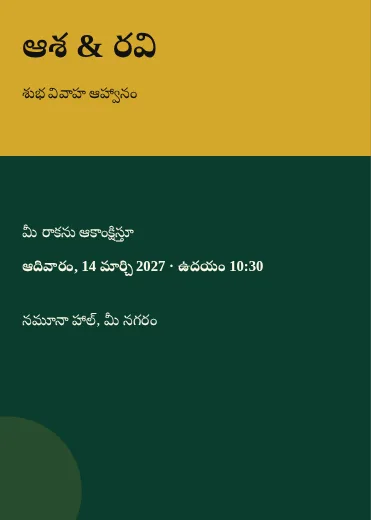 ఆశ & రవి
శుభ వివాహ ఆహ్వానం
మీ రాకను ఆకాంక్షిస్తూ
ఆదివారం, 14 మార్చి 2027 · ఉదయం 10:30
నమూనా హాల్, మీ నగరం